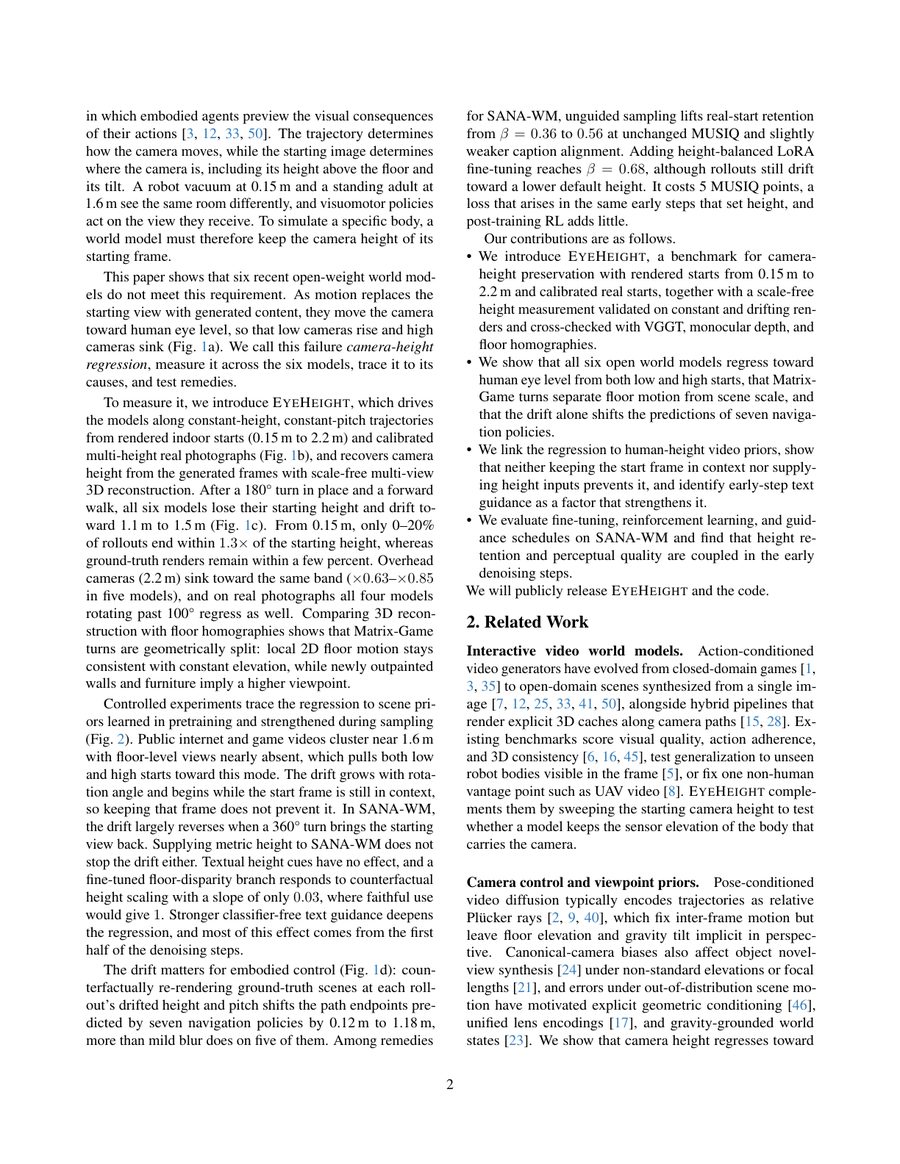 in which embodied agents preview the visual consequences
of their actions [3, 12, 33, 50]. The trajectory determines
how the camera moves, while the starting image determines
where the camera is, including its height above the floor and
its tilt. A robot vacuum at 0.15 m and a standing adult at
1.6 m see the same room differently, and visuomotor policies
act on the view they receive. To simulate a specific body, a
world model must therefore keep the camera height of its
starting frame.
This paper shows that six recent open-weight world mod-
els do not meet this requirement. As motion replaces the
starting view with generated content, they move the camera
toward human eye level, so that low cameras rise and high
cameras sink (Fig. 1a). We call this failure camera-height
regression, measure it across the six models, trace it to its
causes, and test remedies.
To measure it, we introduce EYEHEIGHT, which drives
the models along constant-height, constant-pitch trajectories
from rendered indoor starts (0.15 m to 2.2 m) and calibrated
multi-height real photographs (Fig. 1b), and recovers camera
height from the generated frames with scale-free multi-view
3D reconstruction. After a 180° turn in place and a forward
walk, all six models lose their starting height and drift to-
ward 1.1 m to 1.5 m (Fig. 1c). From 0.15 m, only 0–20%
of rollouts end within 1.3× of the starting height, whereas
ground-truth renders remain within a few percent. Overhead
cameras (2.2 m) sink toward the same band (×0.63–×0.85
in five models), and on real photographs all four models
rotating past 100° regress as well. Comparing 3D recon-
struction with floor homographies shows that Matrix-Game
turns are geometrically split: local 2D floor motion stays
consistent with constant elevation, while newly outpainted
walls and furniture imply a higher viewpoint.
Controlled experiments trace the regression to scene pri-
ors learned in pretraining and strengthened during sampling
(Fig. 2). Public internet and game videos cluster near 1.6 m
with floor-level views nearly absent, which pulls both low
and high starts toward this mode. The drift grows with rota-
tion angle and begins while the start frame is still in context,
so keeping that frame does not prevent it. In SANA-WM,
the drift largely reverses when a 360° turn brings the starting
view back. Supplying metric height to SANA-WM does not
stop the drift either. Textual height cues have no effect, and a
fine-tuned floor-disparity branch responds to counterfactual
height scaling with a slope of only 0.03, where faithful use
would give 1. Stronger classifier-free text guidance deepens
the regression, and most of this effect comes from the first
half of the denoising steps.
The drift matters for embodied control (Fig. 1d): coun-
terfactually re-rendering ground-truth scenes at each roll-
out's drifted height and pitch shifts the path endpoints pre-
dicted by seven navigation policies by 0.12 m to 1.18 m,
more than mild blur does on five of them. Among remedies
for SANA-WM, unguided sampling lifts real-start retention
from β = 0.36 to 0.56 at unchanged MUSIQ and slightly
weaker caption alignment. Adding height-balanced LoRA
fine-tuning reaches β = 0.68, although rollouts still drift
toward a lower default height. It costs 5 MUSIQ points, a
loss that arises in the same early steps that set height, and
post-training RL adds little.
Our contributions are as follows.
• We introduce EYEHEIGHT, a benchmark for camera-
height preservation with rendered starts from 0.15 m to
2.2 m and calibrated real starts, together with a scale-free
height measurement validated on constant and drifting ren-
ders and cross-checked with VGGT, monocular depth, and
floor homographies.
• We show that all six open world models regress toward
human eye level from both low and high starts, that Matrix-
Game turns separate floor motion from scene scale, and
that the drift alone shifts the predictions of seven naviga-
tion policies.
• We link the regression to human-height video priors, show
that neither keeping the start frame in context nor supply-
ing height inputs prevents it, and identify early-step text
guidance as a factor that strengthens it.
• We evaluate fine-tuning, reinforcement learning, and guid-
ance schedules on SANA-WM and find that height re-
tention and perceptual quality are coupled in the early
denoising steps.
We will publicly release EYEHEIGHT and the code.
2. Related Work
Interactive video world models. Action-conditioned
video generators have evolved from closed-domain games [1,
3, 35] to open-domain scenes synthesized from a single im-
age [7, 12, 25, 33, 41, 50], alongside hybrid pipelines that
render explicit 3D caches along camera paths [15, 28]. Ex-
isting benchmarks score visual quality, action adherence,
and 3D consistency [6, 16, 45], test generalization to unseen
robot bodies visible in the frame [5], or fix one non-human
vantage point such as UAV video [8]. EYEHEIGHT comple-
ments them by sweeping the starting camera height to test
whether a model keeps the sensor elevation of the body that
carries the camera.
Camera control and viewpoint priors. Pose-conditioned
video diffusion typically encodes trajectories as relative
Plücker rays [2, 9, 40], which fix inter-frame motion but
leave floor elevation and gravity tilt implicit in perspec-
tive. Canonical-camera biases also affect object novel-
view synthesis [24] under non-standard elevations or focal
lengths [21], and errors under out-of-distribution scene mo-
tion have motivated explicit geometric conditioning [46],
unified lens encodings [17], and gravity-grounded world
states [23]. We show that camera height regresses toward
2